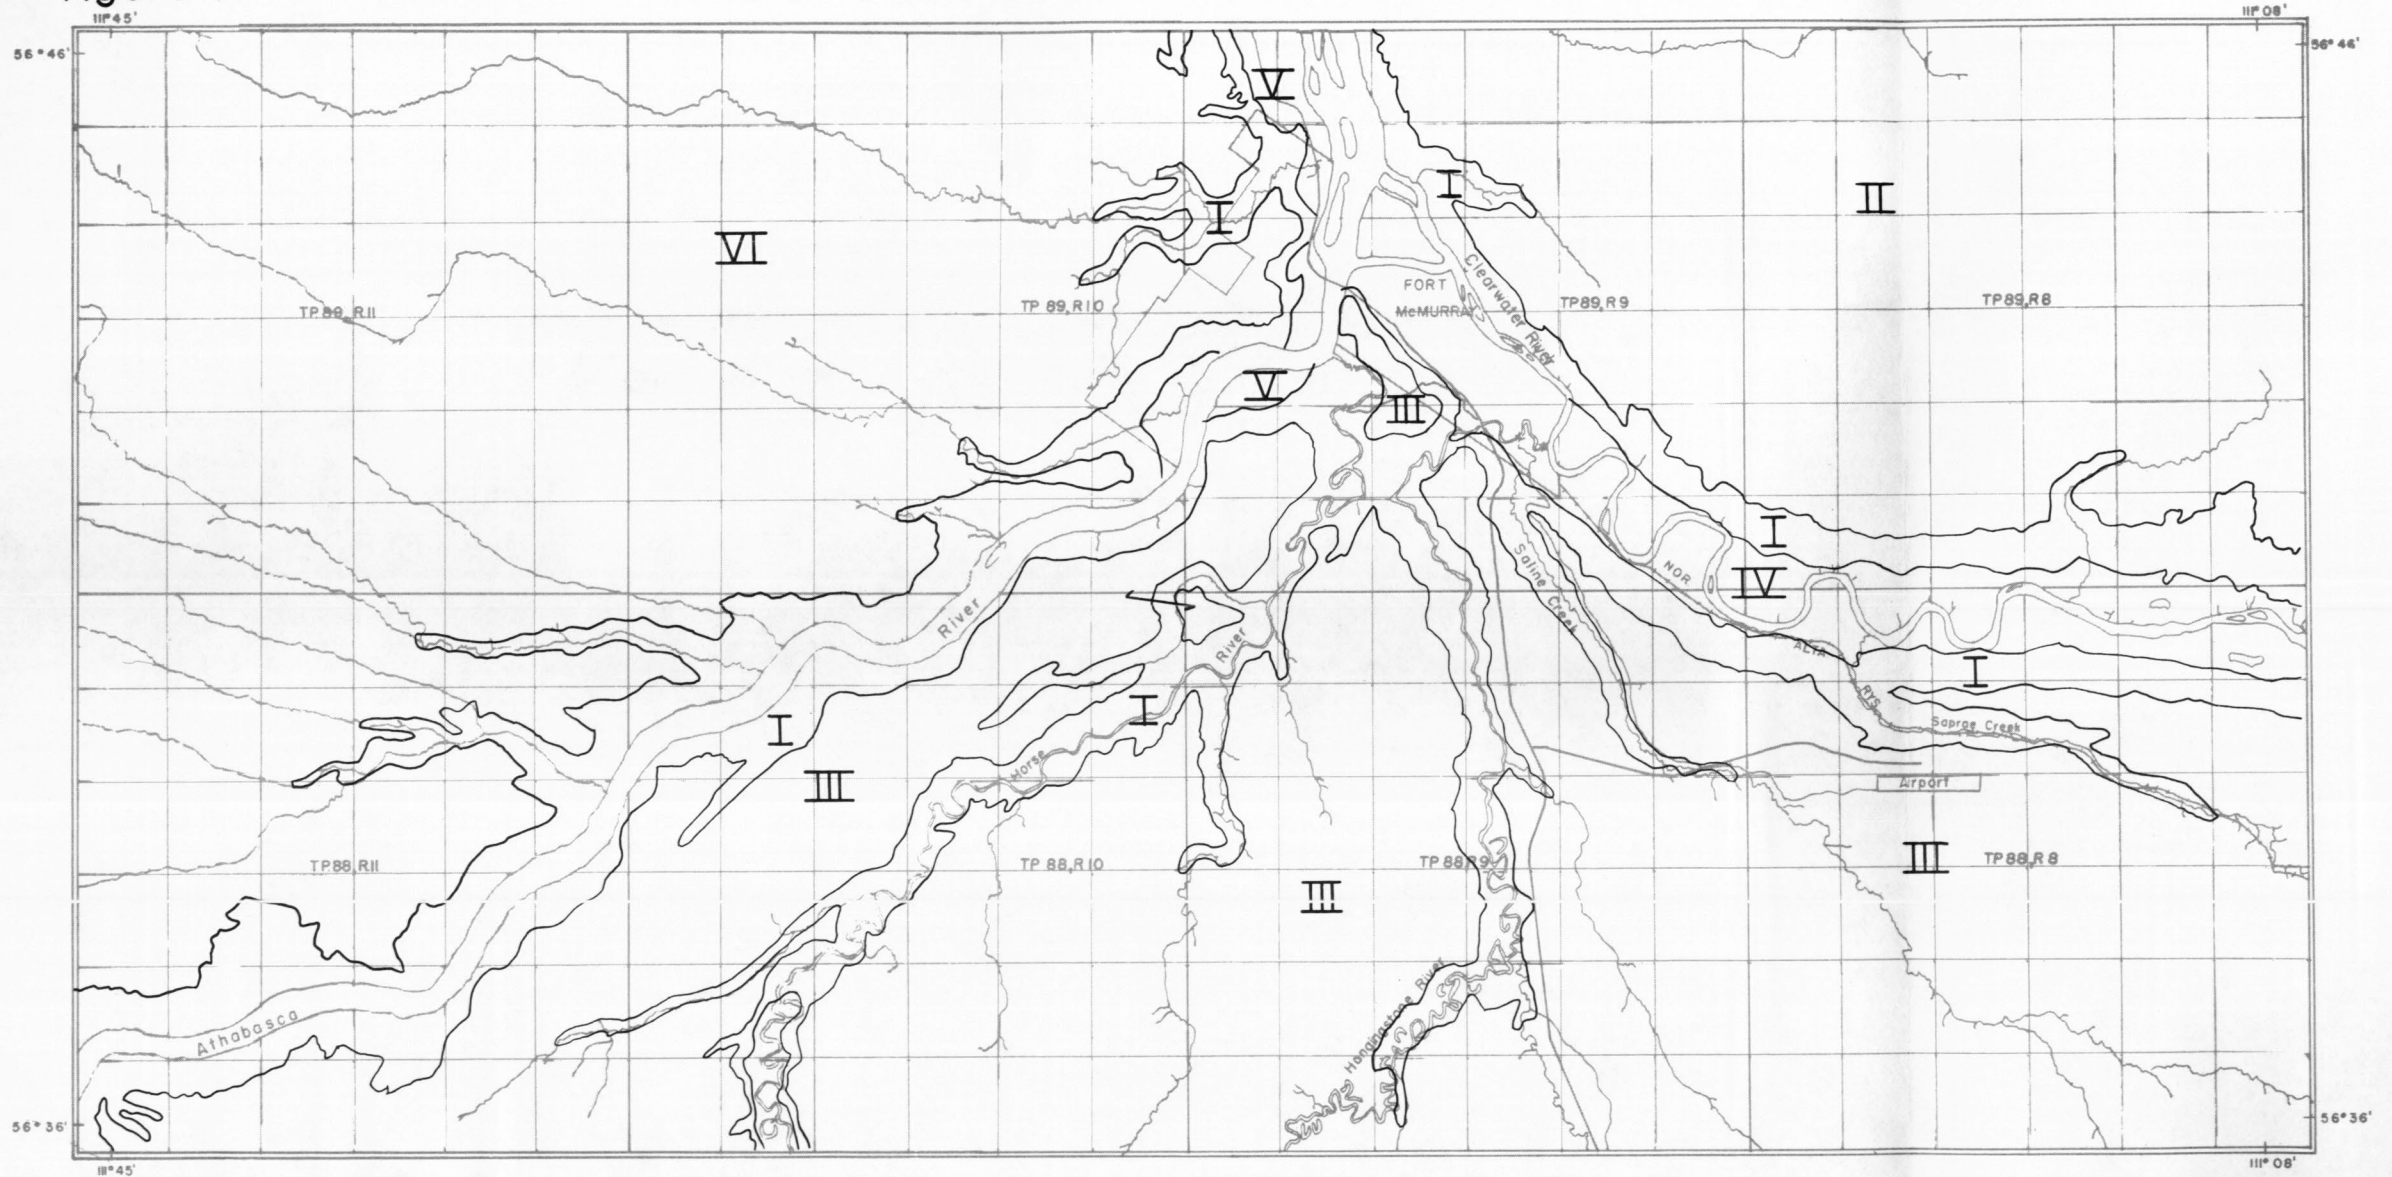 111° 45'
111° 08'
56° 46'
56° 46'
V
I
II
I
VI
Clearwater River
FORT
McMURRAY
TP 89, R11
TP 89, R10
TP89, R9
TP89, R8
V
III
I
Saline Creek
NOR
IV
River
River
ALTA
I
RYS
I
Saprae Creek
I
Horse
III
Airport
TP88, R11
TP 88, R10
TP 88, R9
III
TP88, R8
III
Hangingstone River
Athabasca
56° 36'
56° 36'
111° 45'
111° 08'